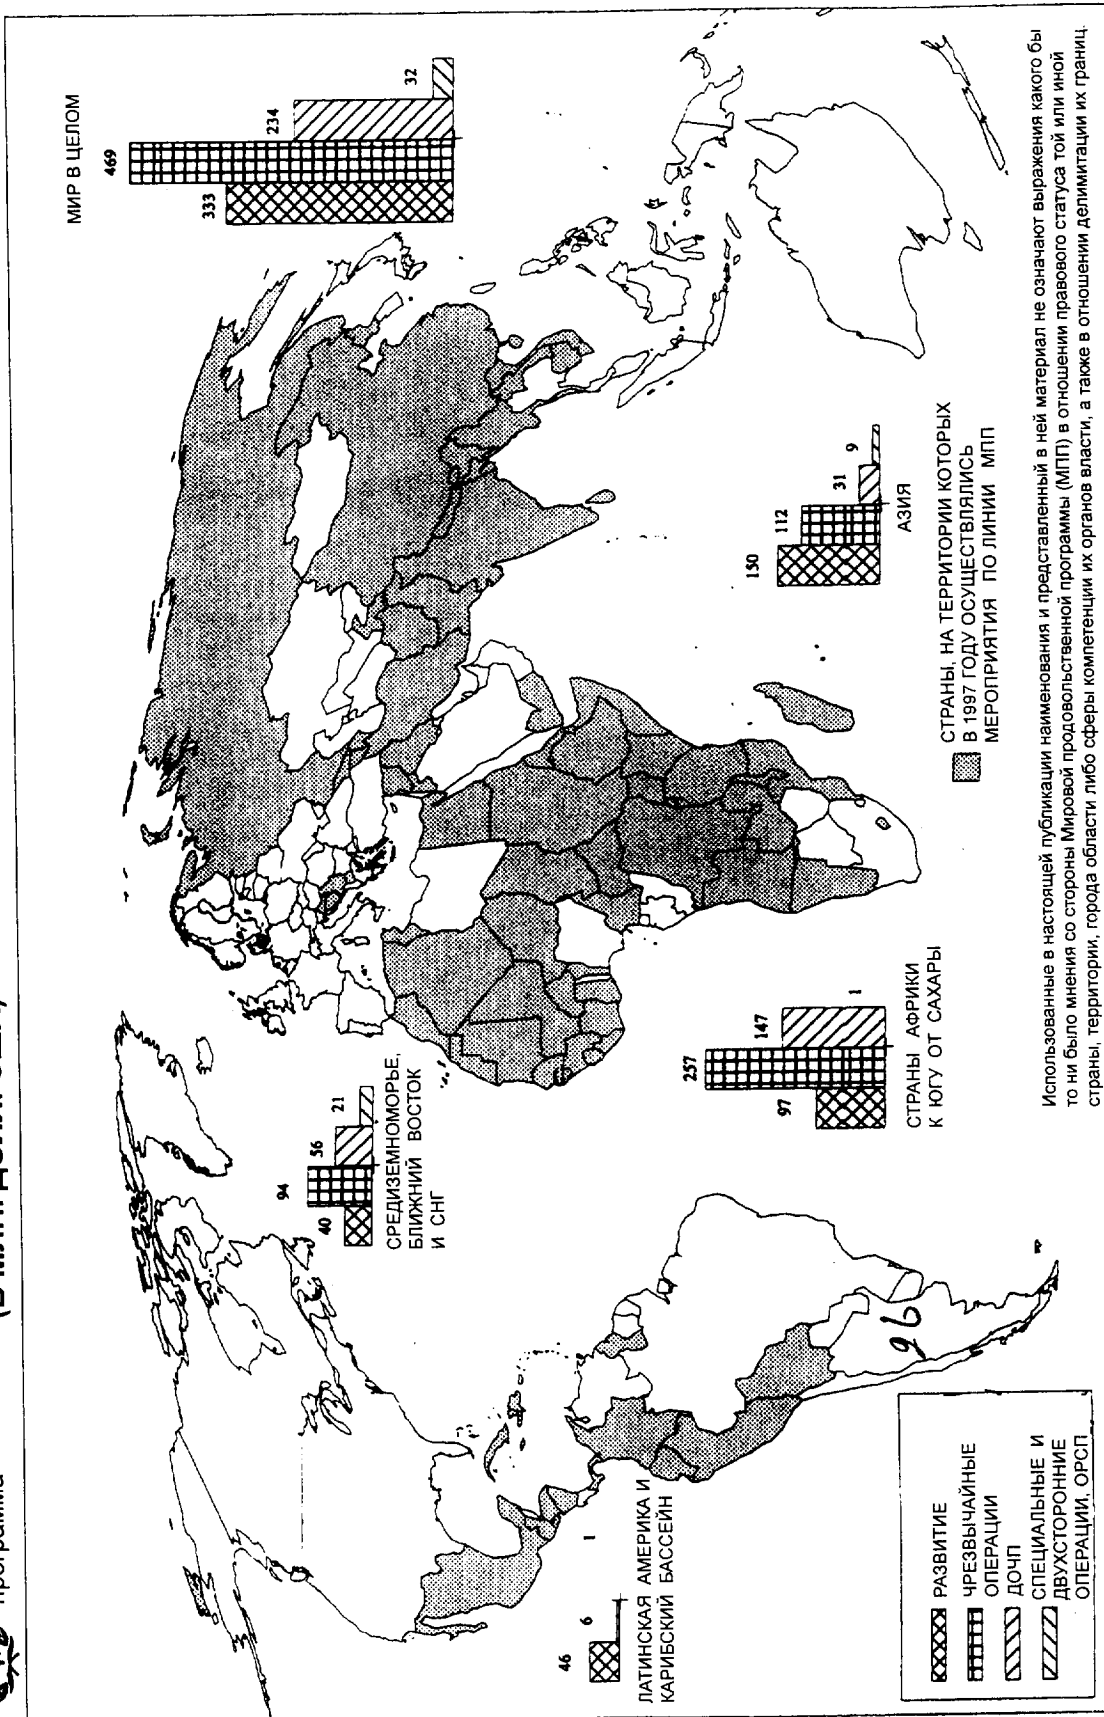 программа
МИР В ЦЕЛОМ
333
469
234
32
СРЕДИЗЕМНОМОРЬЕ,
БЛИЖНИЙ ВОСТОК
И СНГ
40
94
56
21
ЛАТИНСКАЯ АМЕРИКА И
КАРИБСКИЙ БАССЕЙН
46
6
1
СТРАНЫ АФРИКИ
К ЮГУ ОТ САХАРЫ
97
257
147
1
АЗИЯ
150
112
31
9
СТРАНЫ, НА ТЕРРИТОРИИ КОТОРЫХ
В 1997 ГОДУ ОСУЩЕСТВЛЯЛИСЬ
МЕРОПРИЯТИЯ ПО ЛИНИИ МПП
96
РАЗВИТИЕ
ЧРЕЗВЫЧАЙНЫЕ
ОПЕРАЦИИ
ДОЧП
СПЕЦИАЛЬНЫЕ И
ДВУХСТОРОННИЕ
ОПЕРАЦИИ, ОРСП
Использованные в настоящей публикации наименования и представленный в ней материал не означают выражения какого бы
то ни было мнения со стороны Мировой продовольственной программы (МПП) в отношении правового статуса той или иной
страны, территории, города области либо сферы компетенции их органов власти, а также в отношении делимитации их границ.